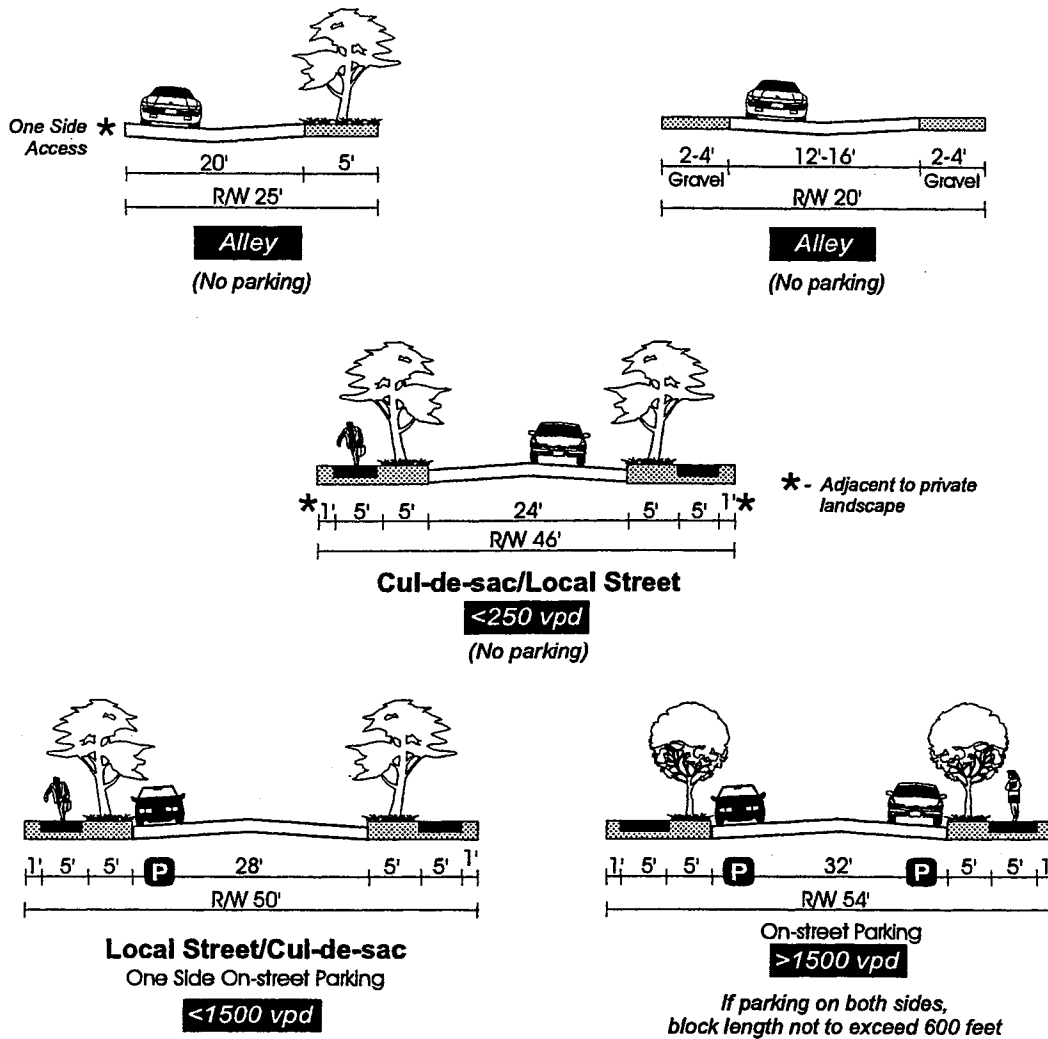 One Side *
Access
20' 5'
R/W 25'
Alley
(No parking)
2-4' 12'-16' 2-4'
Gravel Gravel
R/W 20'
Alley
(No parking)
* 1' 5' 5' 24' 5' 5' 1' *
R/W 46'
* - Adjacent to private
landscape
Cul-de-sac/Local Street
<250 vpd
(No parking)
1' 5' 5' P 28' 5' 5' 1'
R/W 50'
Local Street/Cul-de-sac
One Side On-street Parking
<1500 vpd
1' 5' 5' P 32' P 5' 5' 1
R/W 54'
On-street Parking
>1500 vpd
If parking on both sides,
block length not to exceed 600 feet